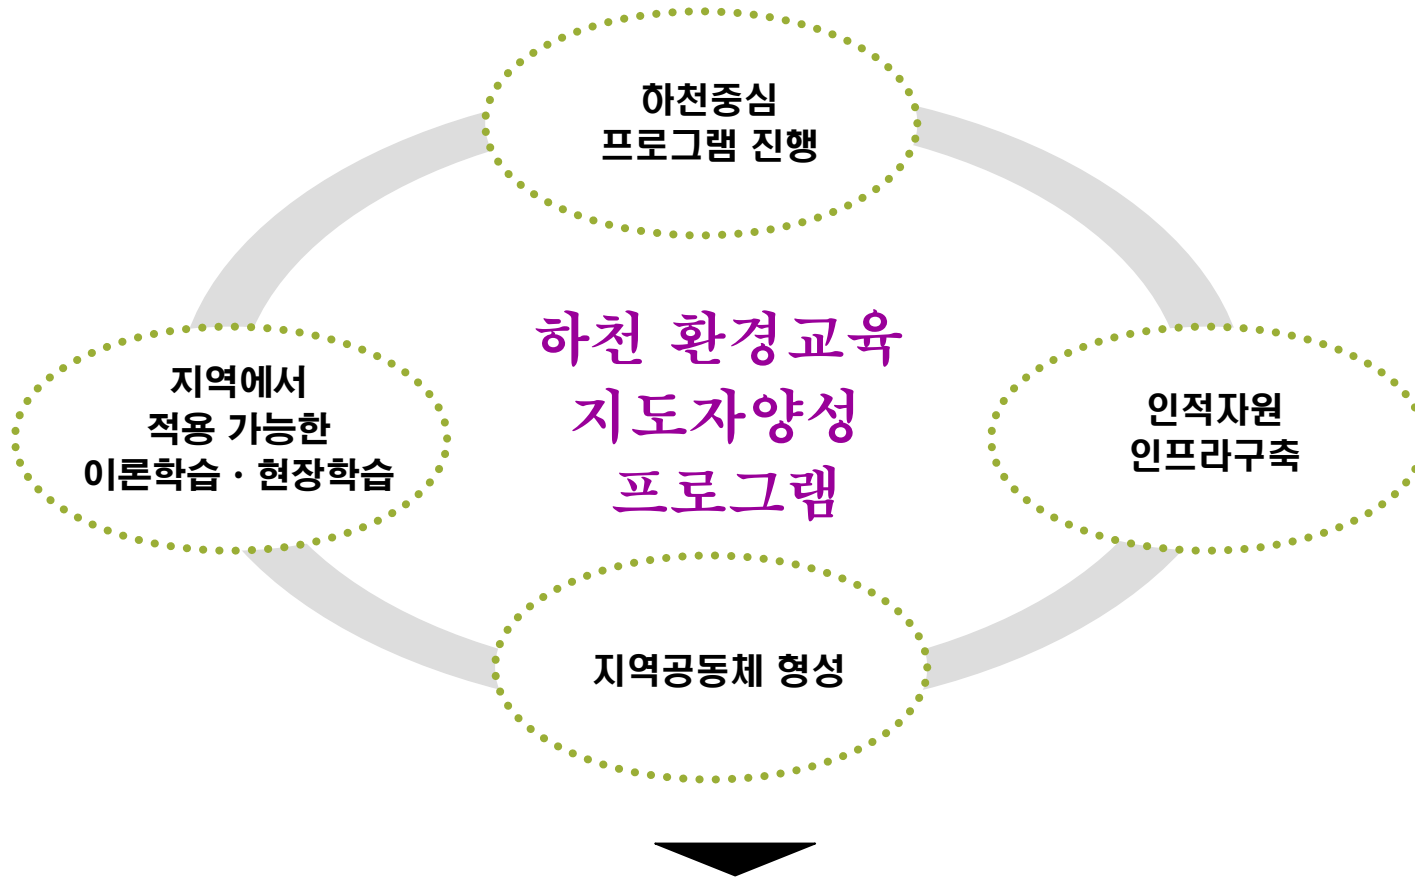 하천중심
프로그램 진행
하천 환경교육
지도자양성
프로그램
지역에서
적용 가능한
이론학습 · 현장학습
인적자원
인프라구축
지역공동체 형성